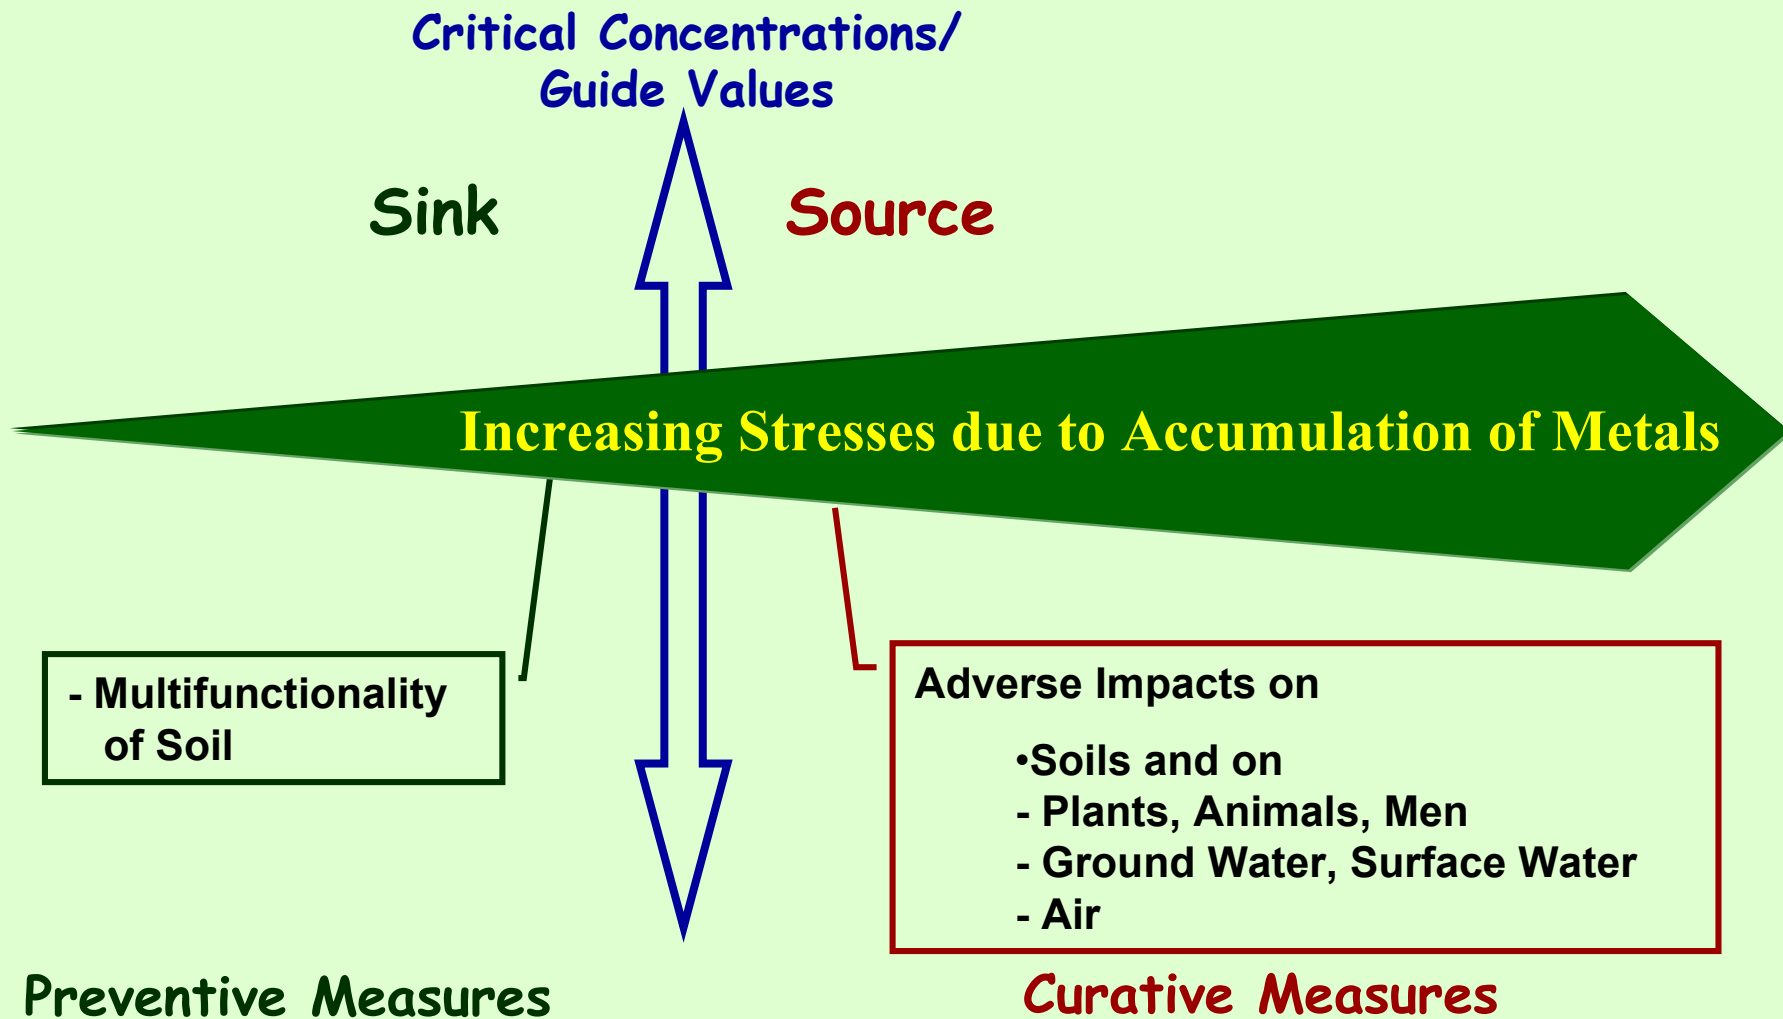 Critical Concentrations/
Guide Values
Sink
Source
Increasing Stresses due to Accumulation of Metals
- Multifunctionality
of Soil
Adverse Impacts on
•Soils and on
- Plants, Animals, Men
- Ground Water, Surface Water
- Air
Preventive Measures
Curative Measures